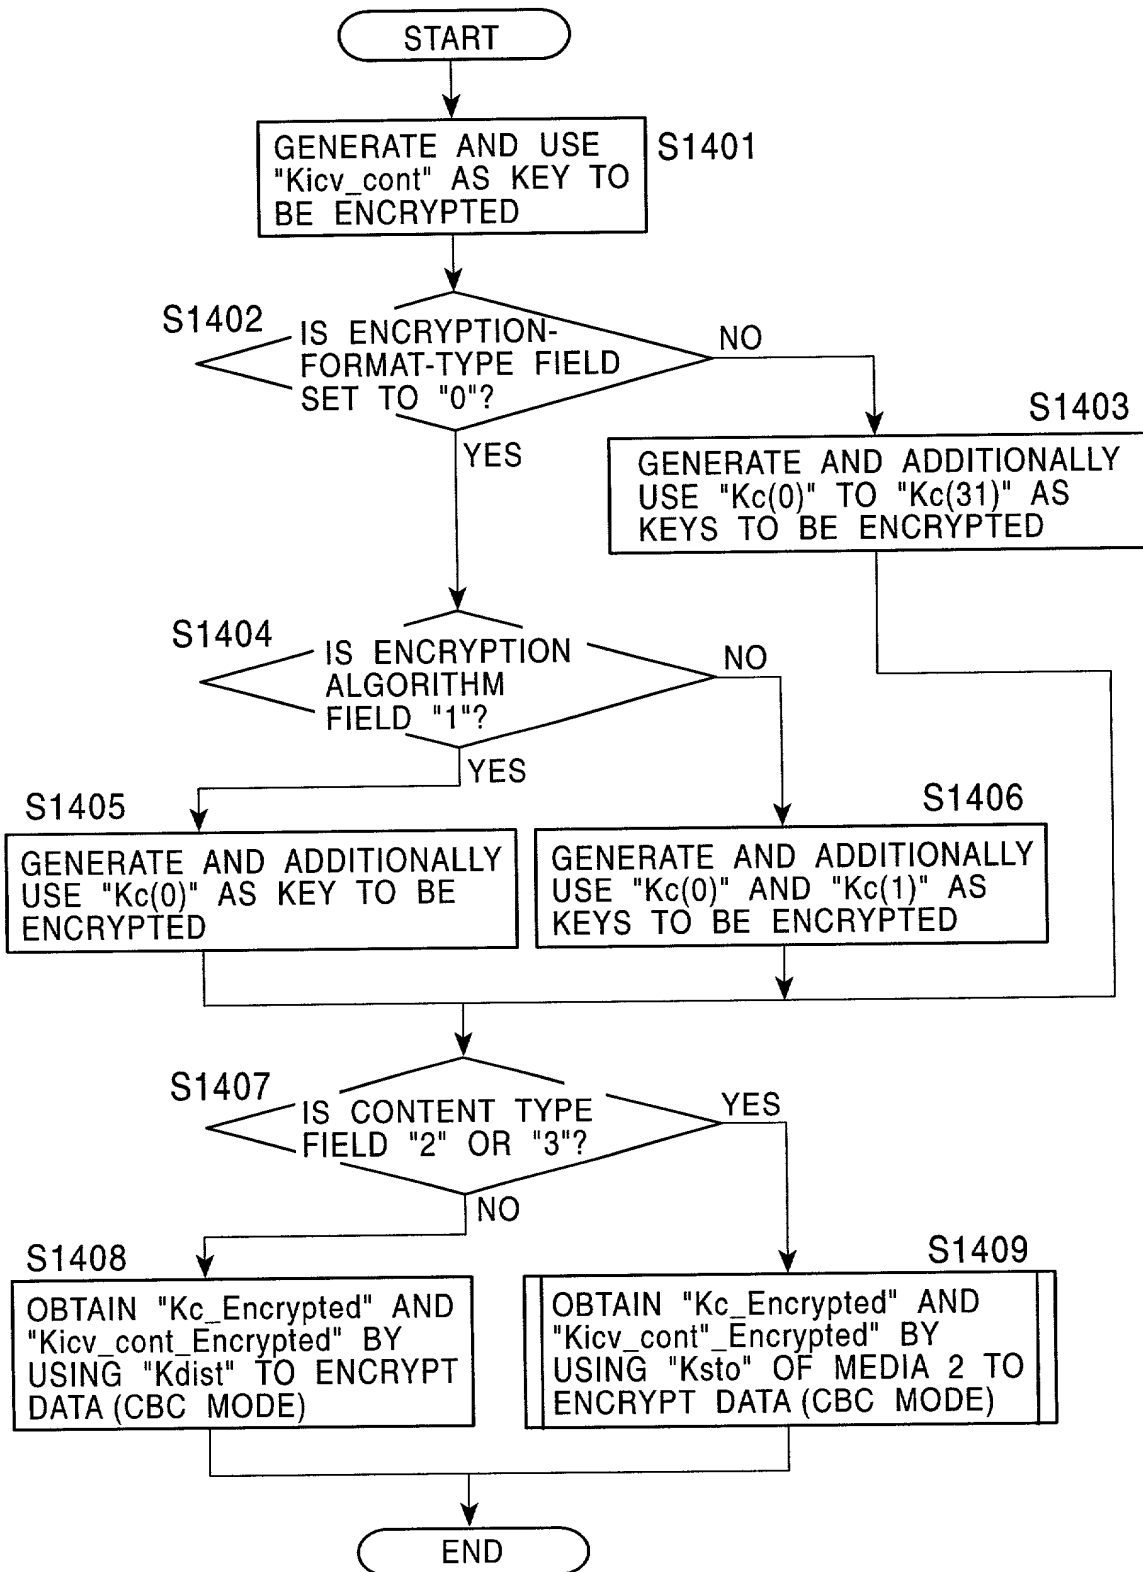 START
S1401
GENERATE AND USE
"Kicv_cont" AS KEY TO
BE ENCRYPTED
S1402
IS ENCRYPTION-
FORMAT-TYPE FIELD
SET TO "0"?
NO
YES
S1403
GENERATE AND ADDITIONALLY
USE "Kc(0)" TO "Kc(31)" AS
KEYS TO BE ENCRYPTED
S1404
IS ENCRYPTION
ALGORITHM
FIELD "1"?
NO
YES
S1405
GENERATE AND ADDITIONALLY
USE "Kc(0)" AS KEY TO BE
ENCRYPTED
S1406
GENERATE AND ADDITIONALLY
USE "Kc(0)" AND "Kc(1)" AS
KEYS TO BE ENCRYPTED
S1407
IS CONTENT TYPE
FIELD "2" OR "3"?
YES
NO
S1408
OBTAIN "Kc_Encrypted" AND
"Kicv_cont_Encrypted" BY
USING "Kdist" TO ENCRYPT
DATA (CBC MODE)
S1409
OBTAIN "Kc_Encrypted" AND
"Kicv_cont"_Encrypted" BY
USING "Ksto" OF MEDIA 2 TO
ENCRYPT DATA (CBC MODE)
END